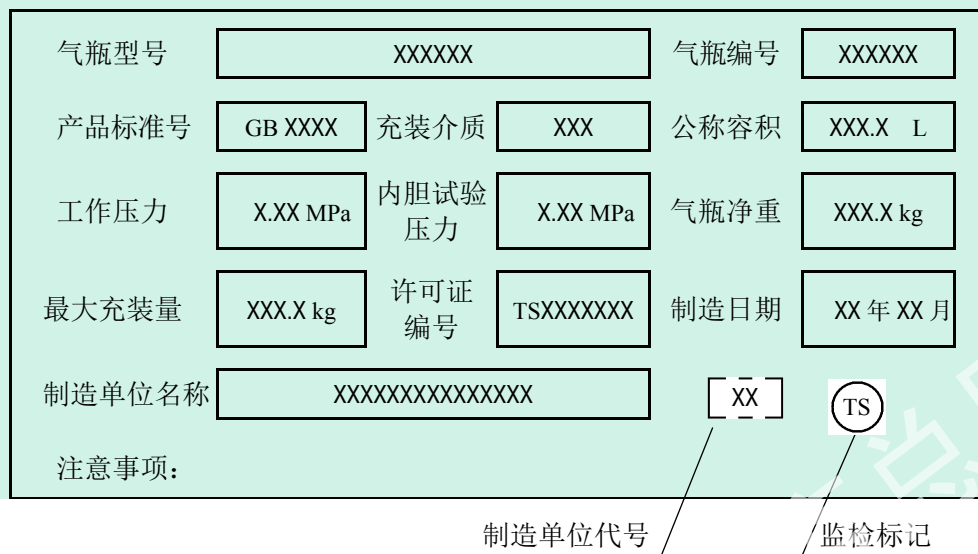 气瓶型号 XXXXXX 气瓶编号 XXXXXX
产品标准号 GB XXXX 充装介质 XXX 公称容积 XXX.X L
工作压力 X.XX MPa 内胆试验压力 X.XX MPa 气瓶净重 XXX.X kg
最大充装量 XXX.X kg 许可证编号 TSXXXXXXX 制造日期 XX 年 XX 月
制造单位名称 XXXXXXXXXXXXXXX XX TS
注意事项：
制造单位代号 监检标记